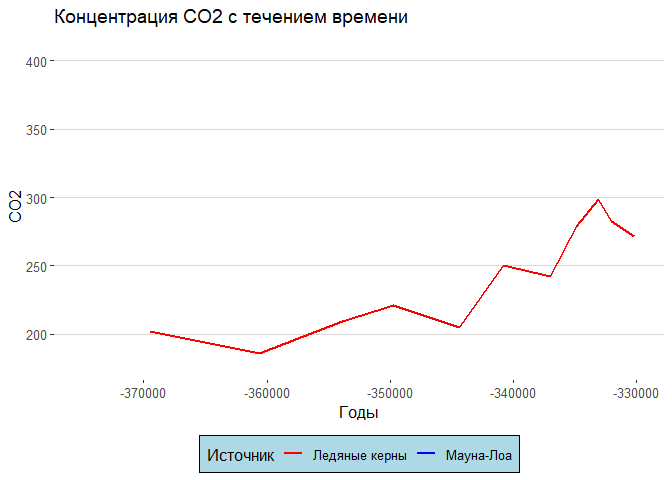 Концентрация CO2 с течением времени
400
350
300
250
200
CO2
-370000 -360000 -350000 -340000 -330000
Годы
Источник Ледяные керны Мауна-Лоа